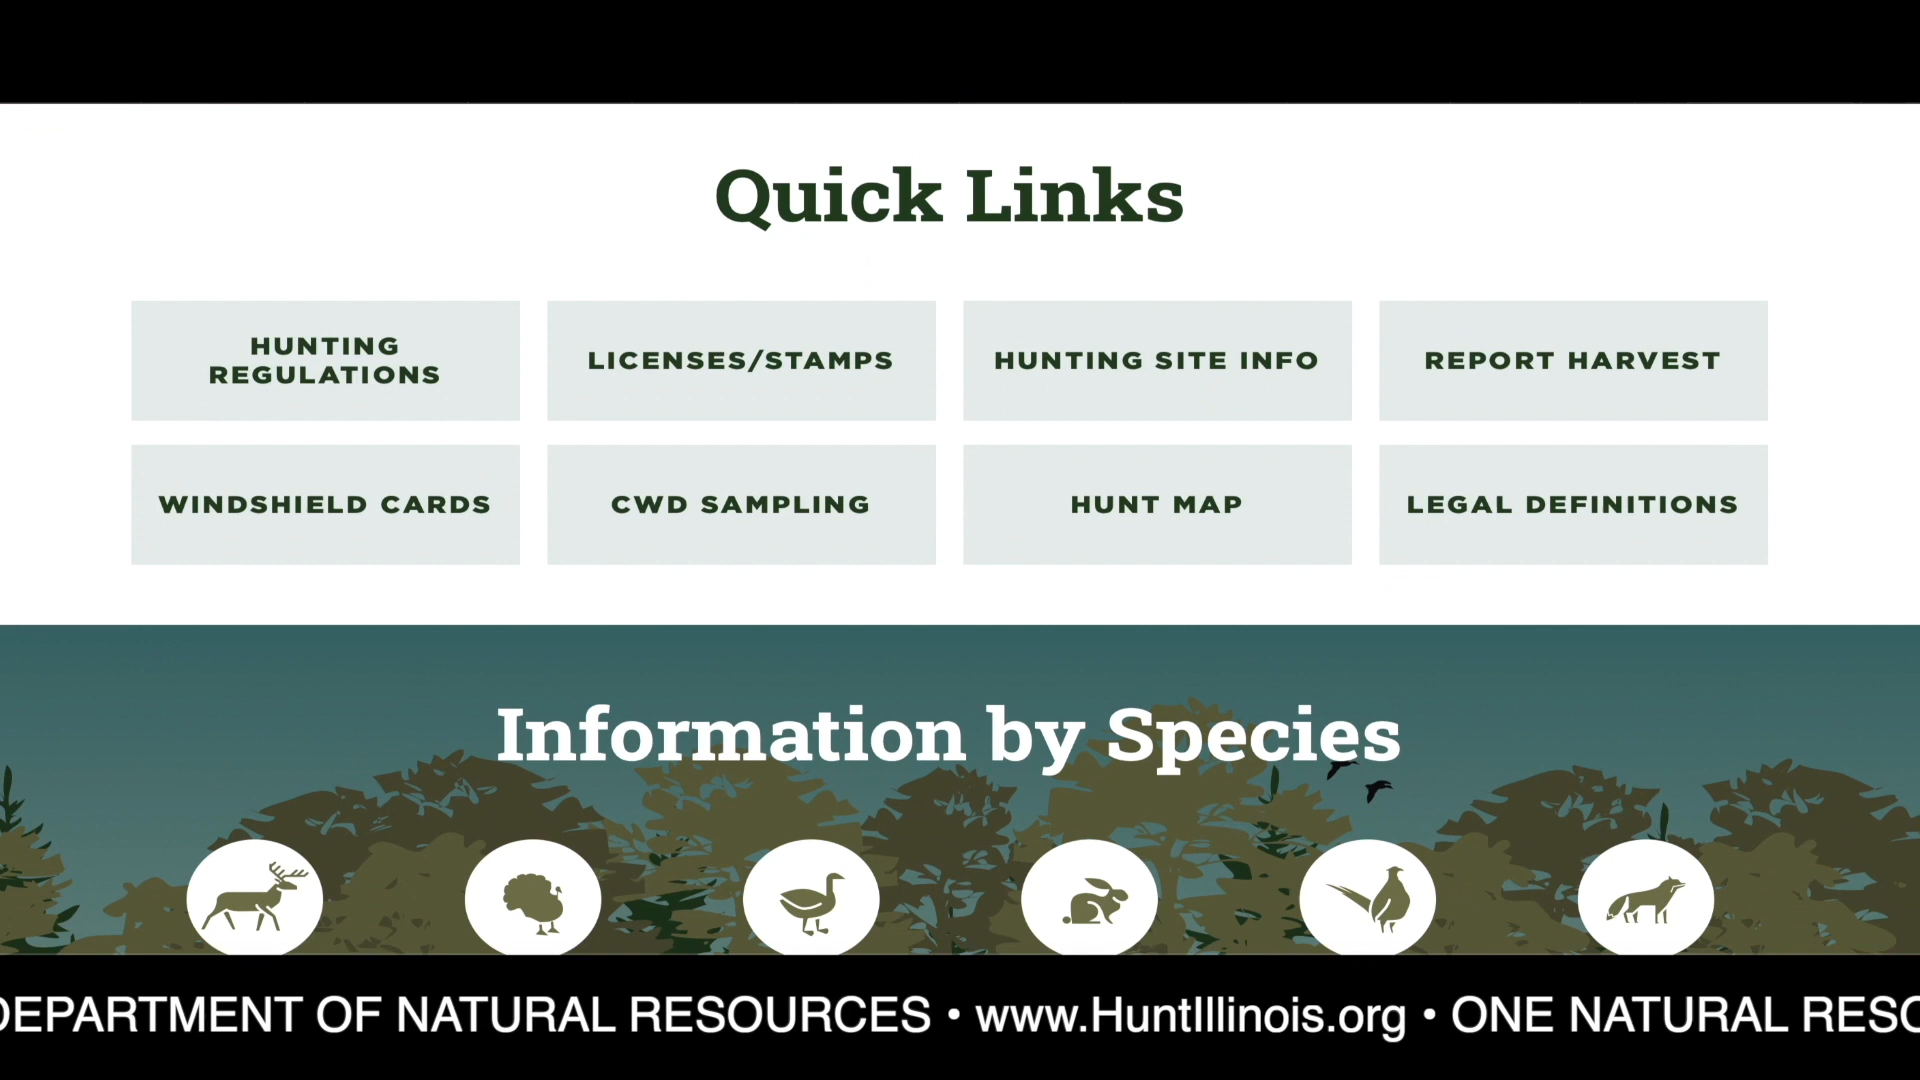 Quick Links
HUNTING
REGULATIONS
LICENSES/STAMPS
HUNTING SITE INFO
REPORT HARVEST
WINDSHIELD CARDS
CWD SAMPLING
HUNT MAP
LEGAL DEFINITIONS
Information by Species
DEPARTMENT OF NATURAL RESOURCES • www.HuntIllinois.org • ONE NATURAL